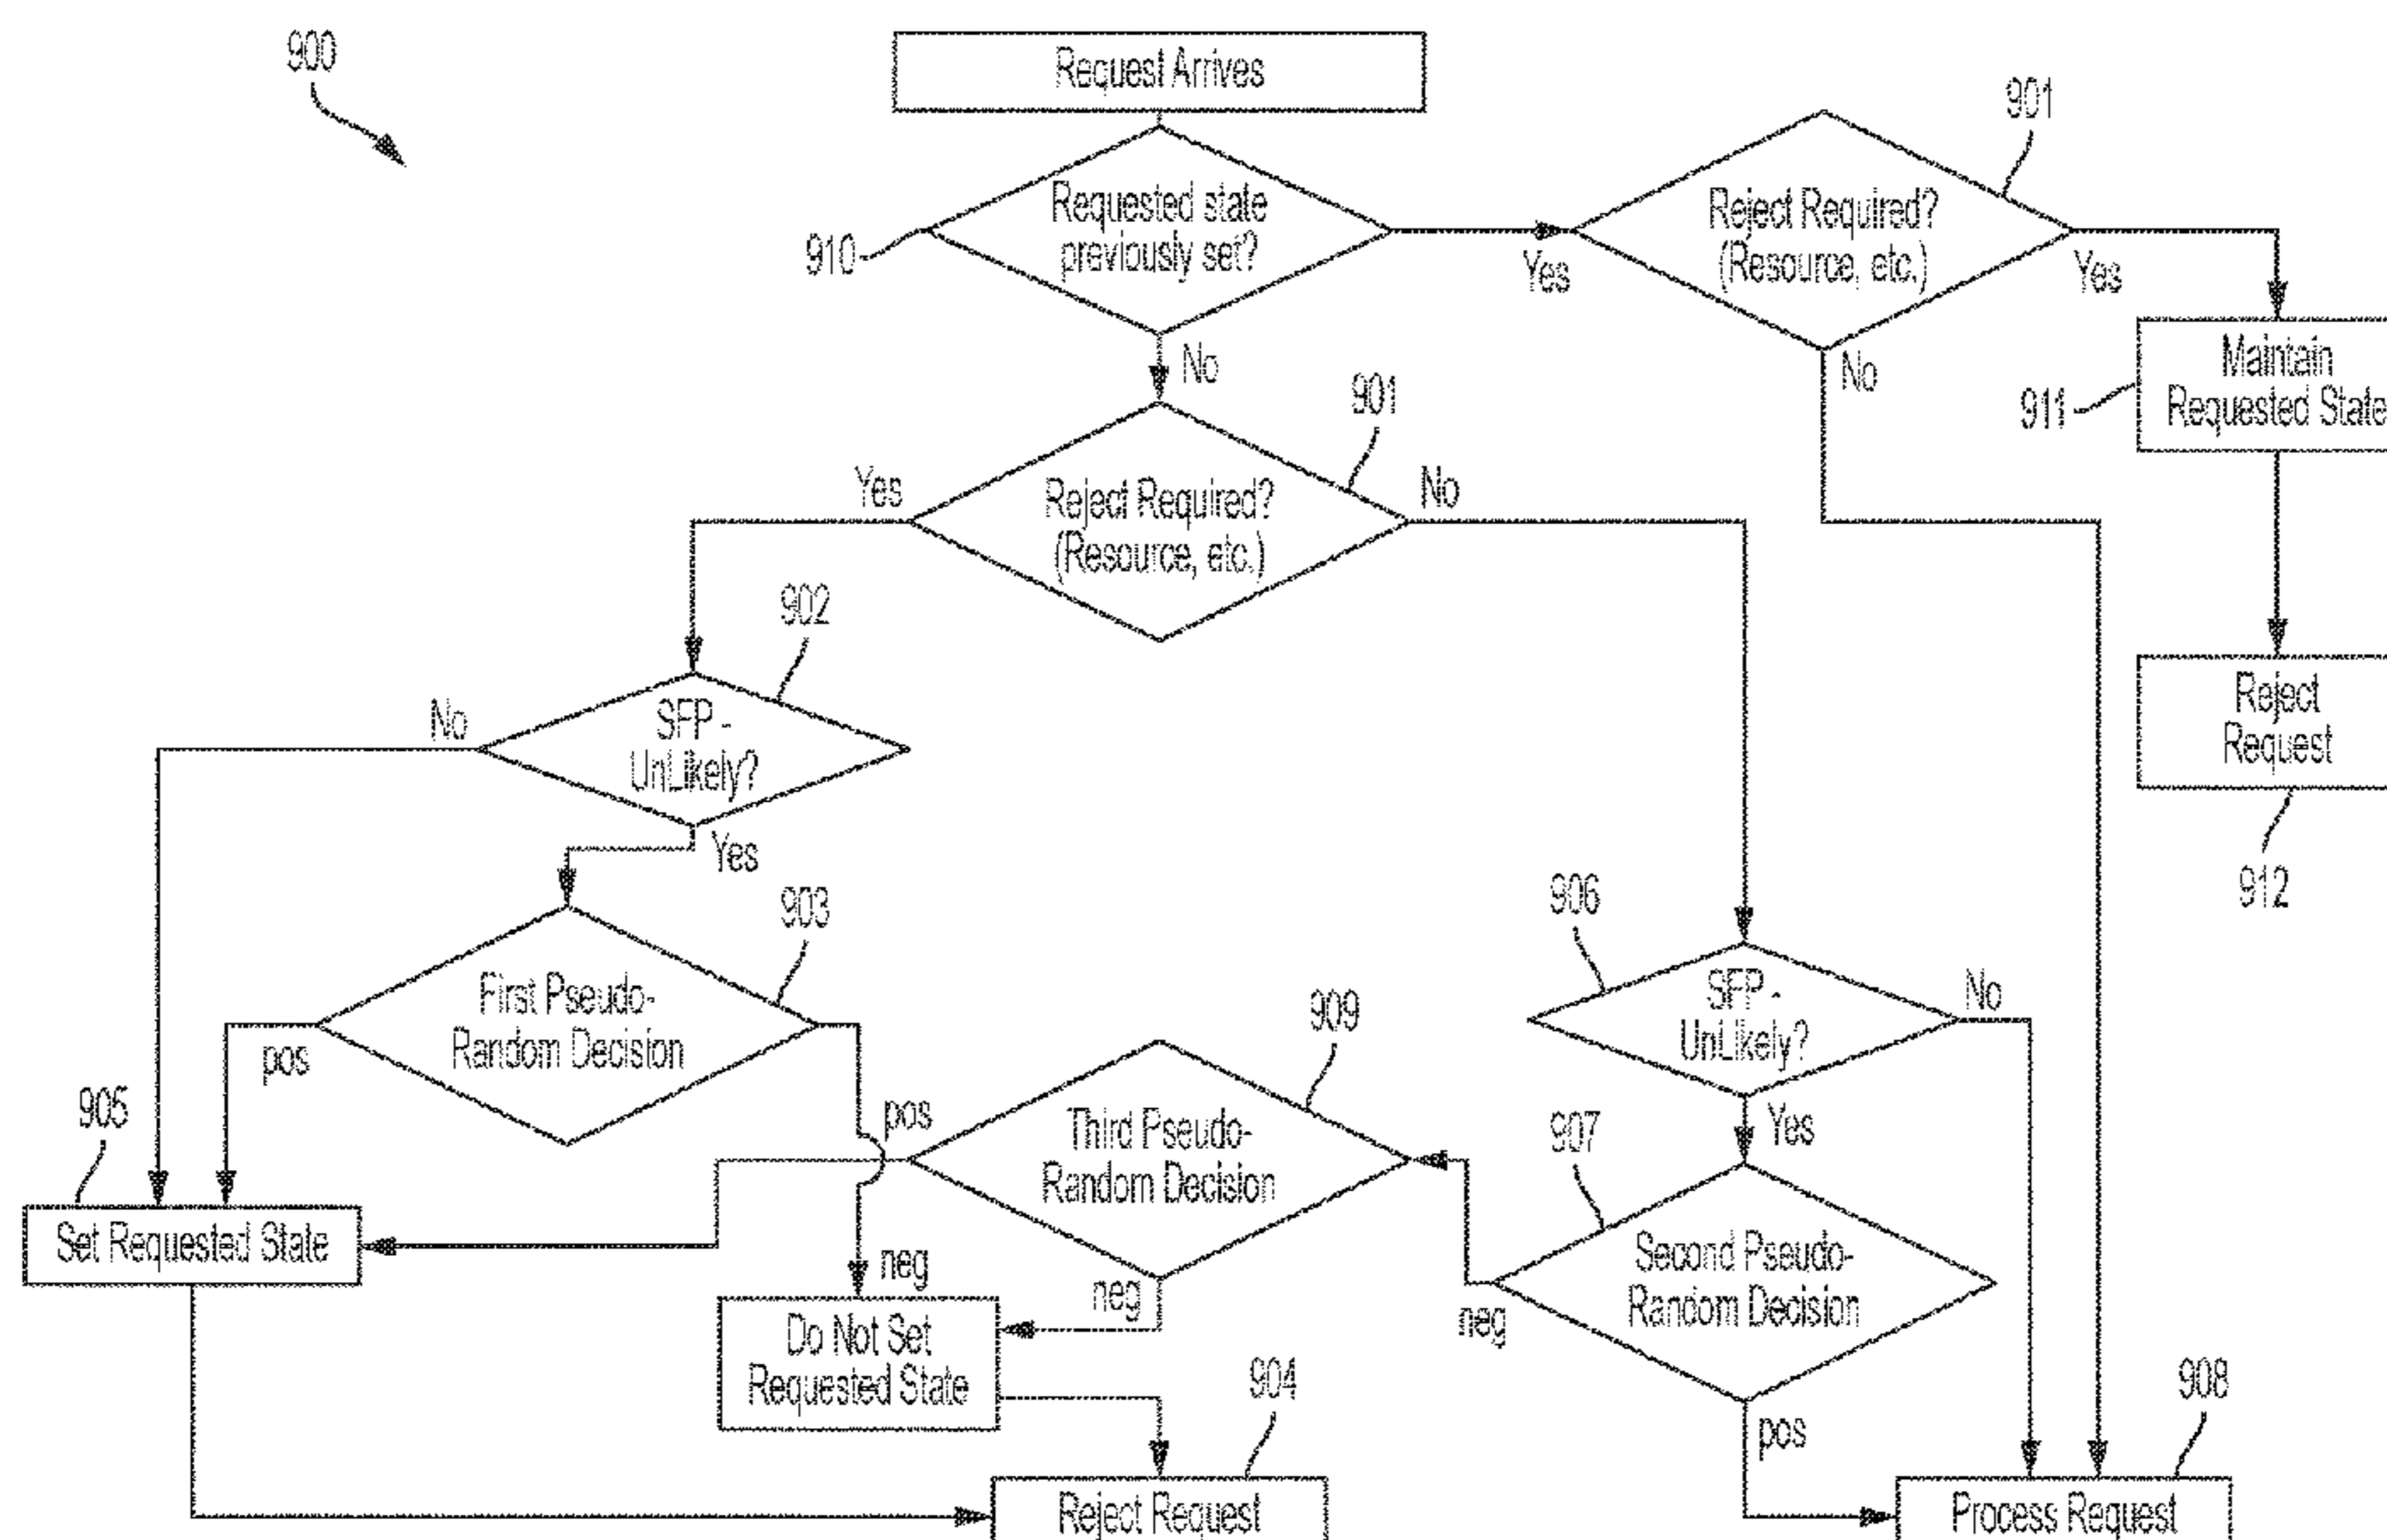 900
Request Arrives
Requested state
previously set?
910
Yes
No
901
Reject Required?
(Resource, etc.)
Yes
No
Maintain
Requested State
911
Reject
Request
912
901
Reject Required?
(Resource, etc.)
Yes
No
902
SFP -
UnLikely?
No
Yes
903
First Pseudo-
Random Decision
pos
neg
905
Set Requested State
906
SFP -
UnLikely?
No
Yes
907
Second Pseudo-
Random Decision
neg
pos
909
Third Pseudo-
Random Decision
pos
neg
Do Not Set
Requested State
904
Reject Request
908
Process Request